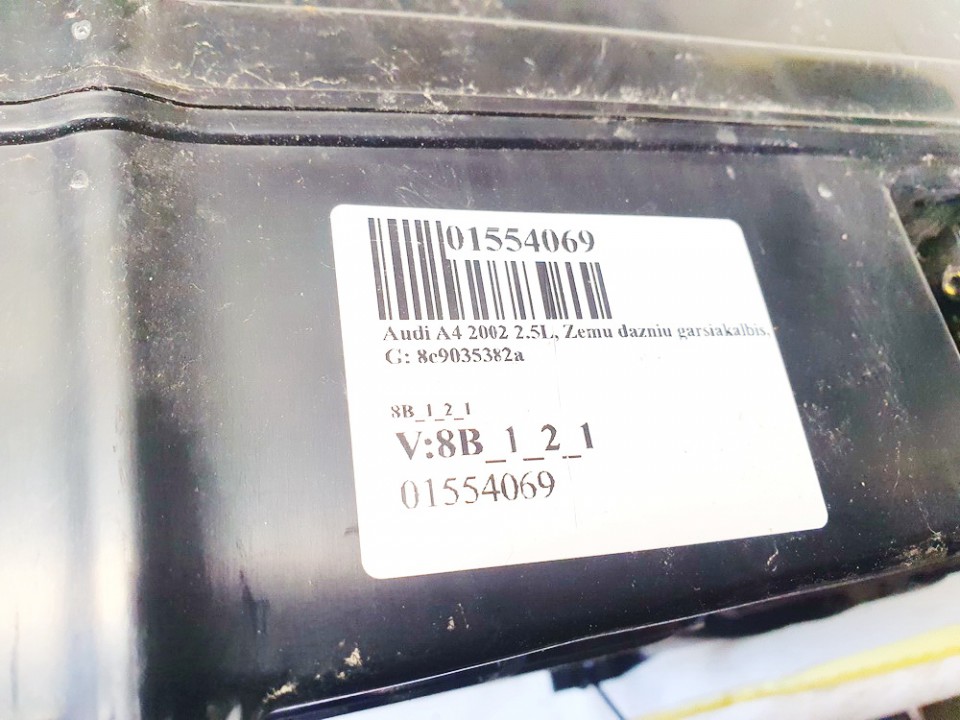 01554069
Audi A4 2002 2.5L, Zemu dazniu garsiakalbis,
G: 8e9035382a
8B_1_2_1
V:8B_1_2_1
01554069